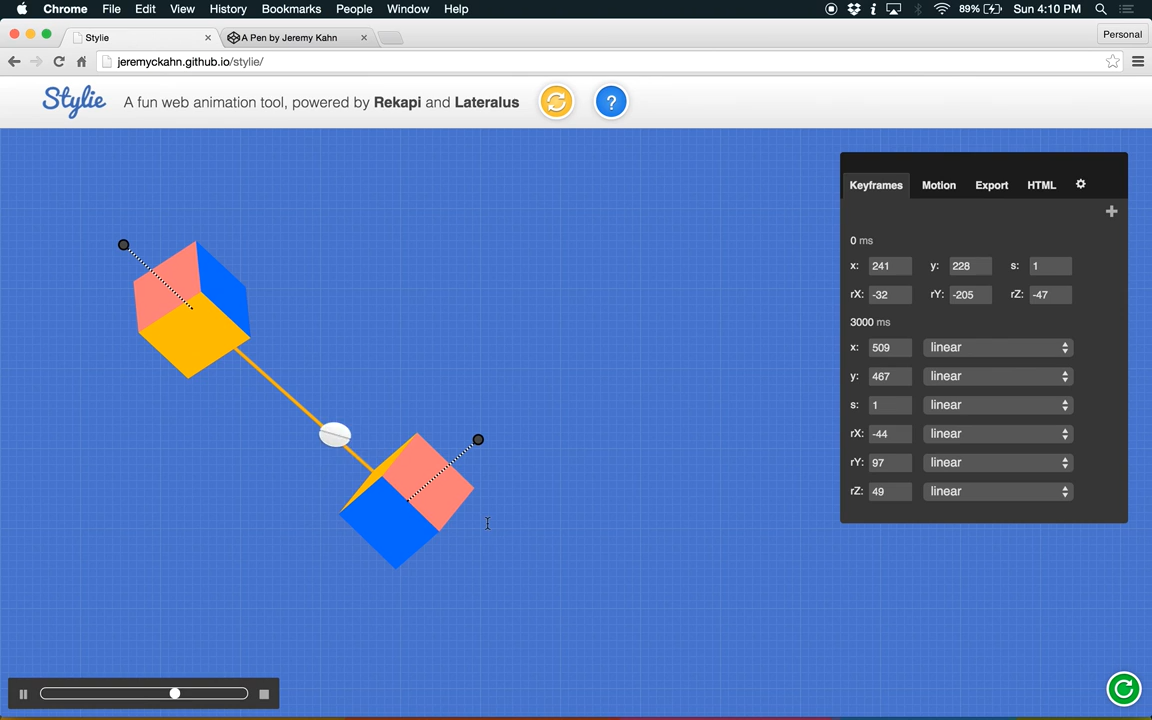 Chrome File Edit View History Bookmarks People Window Help 89% Sun 4:10 PM
Stylie A Pen by Jeremy Kahn Personal
jeremyckahn.github.io/stylie/
Stylie A fun web animation tool, powered by Rekapi and Lateralus ?
Keyframes Motion Export HTML
+
0 ms
x: 241 y: 228 s: 1
rX: -32 rY: -205 rZ: -47
3000 ms
x: 509 linear
y: 467 linear
s: 1 linear
rX: -44 linear
rY: 97 linear
rZ: 49 linear